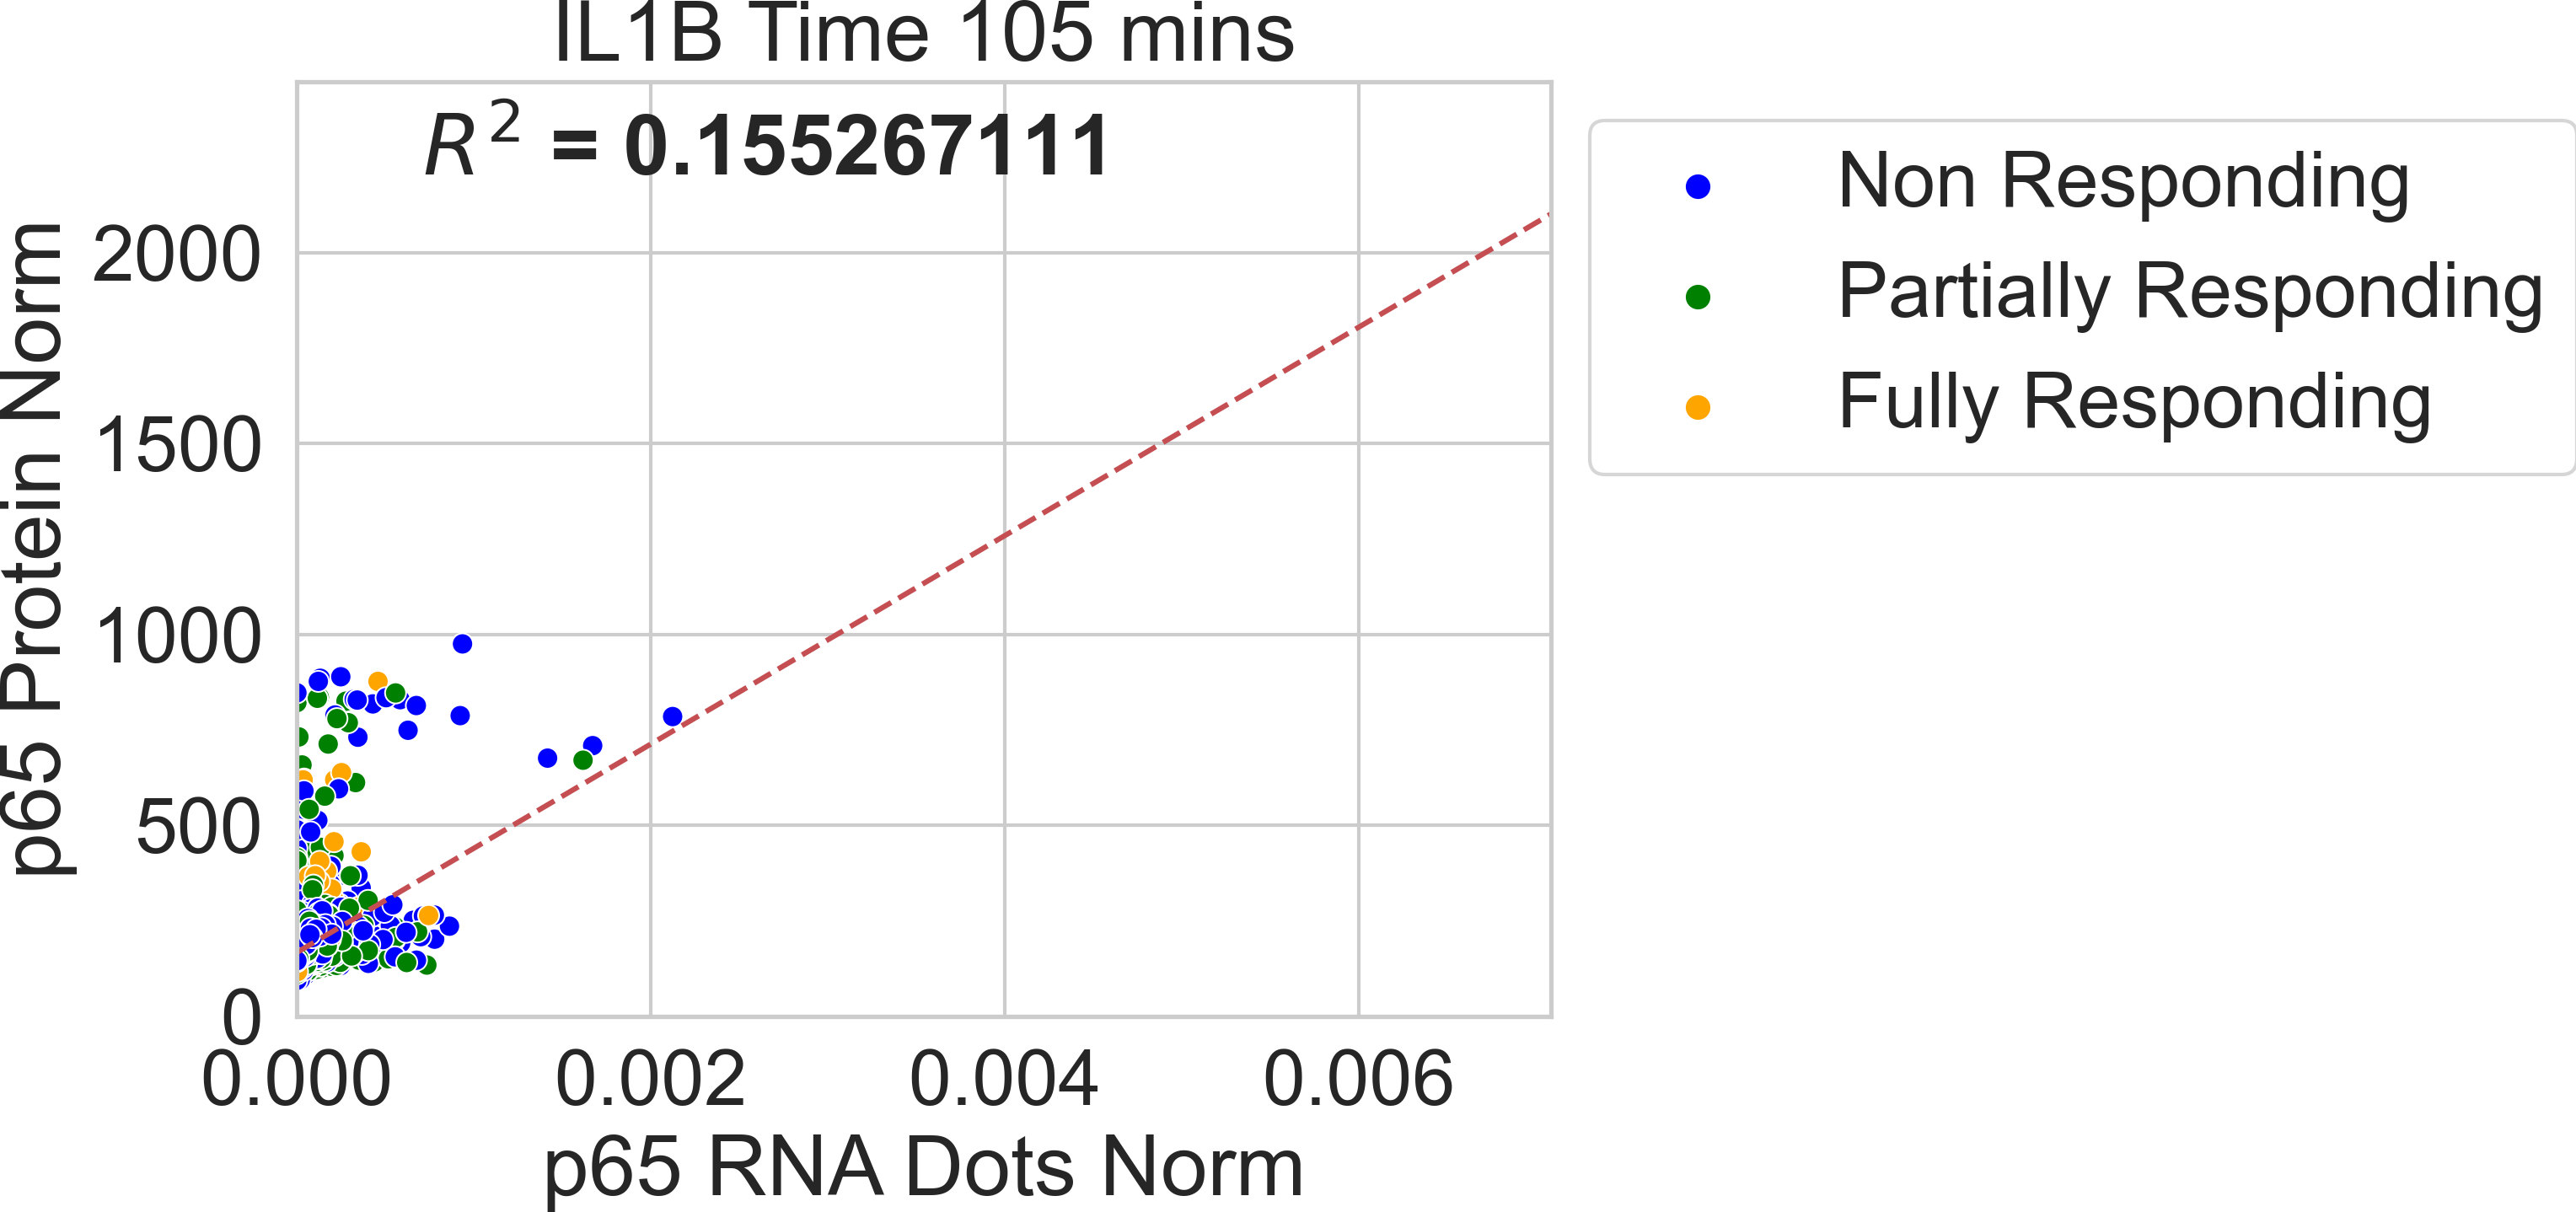 IL1B Time 105 mins
R² = 0.155267111
Non Responding
Partially Responding
Fully Responding
p65 Protein Norm
2000
1500
1000
500
0
0.000 0.002 0.004 0.006
p65 RNA Dots Norm